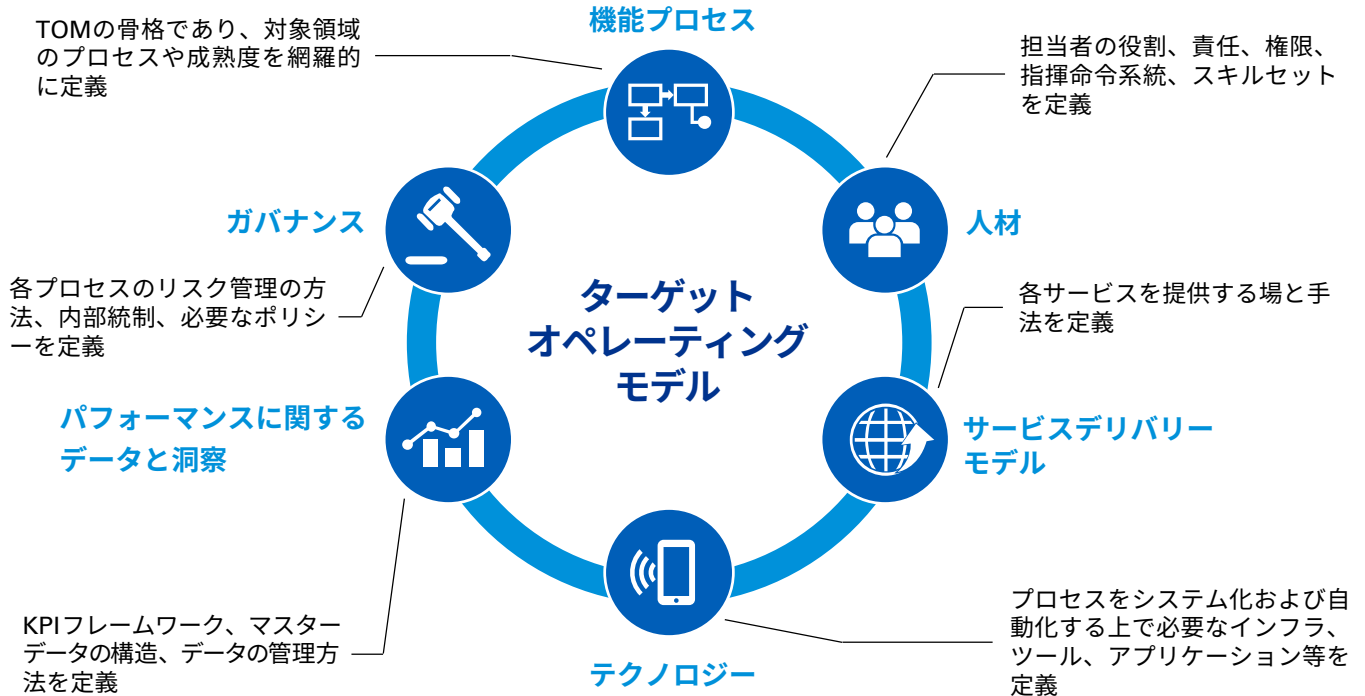 機能プロセス
TOMの骨格であり、対象領域
のプロセスや成熟度を網羅的
に定義
担当者の役割、責任、権限、
指揮命令系統、スキルセット
を定義
人材
ガバナンス
各プロセスのリスク管理の方
法、内部統制、必要なポリシ
ーを定義
ターゲット
オペレーティング
モデル
各サービスを提供する場と手
法を定義
サービスデリバリー
モデル
パフォーマンスに関する
データと洞察
KPIフレームワーク、マスター
データの構造、データの管理方
法を定義
テクノロジー
プロセスをシステム化および自
動化する上で必要なインフラ、
ツール、アプリケーション等を
定義